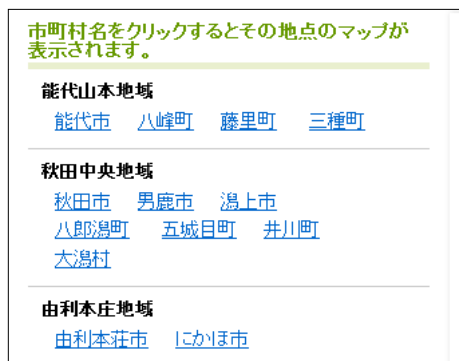 市町村名をクリックするとその地点のマップが
表示されます。
能代山本地域
能代市 八峰町 藤里町 三種町
秋田中央地域
秋田市 男鹿市 潟上市
八郎潟町 五城目町 井川町
大潟村
由利本庄地域
由利本荘市 にかほ市